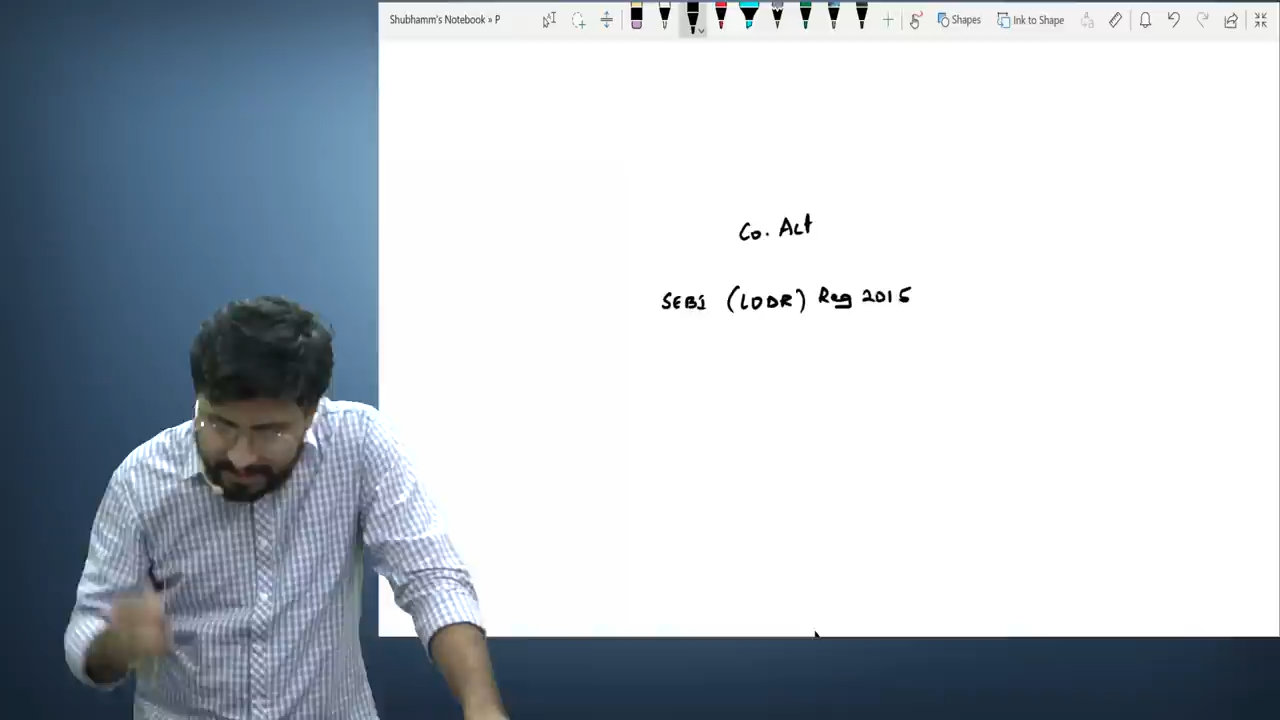 Shubhamm's Notebook » P
Shapes
Ink to Shape
Co. Act
SEBI (LODR) Reg 2015